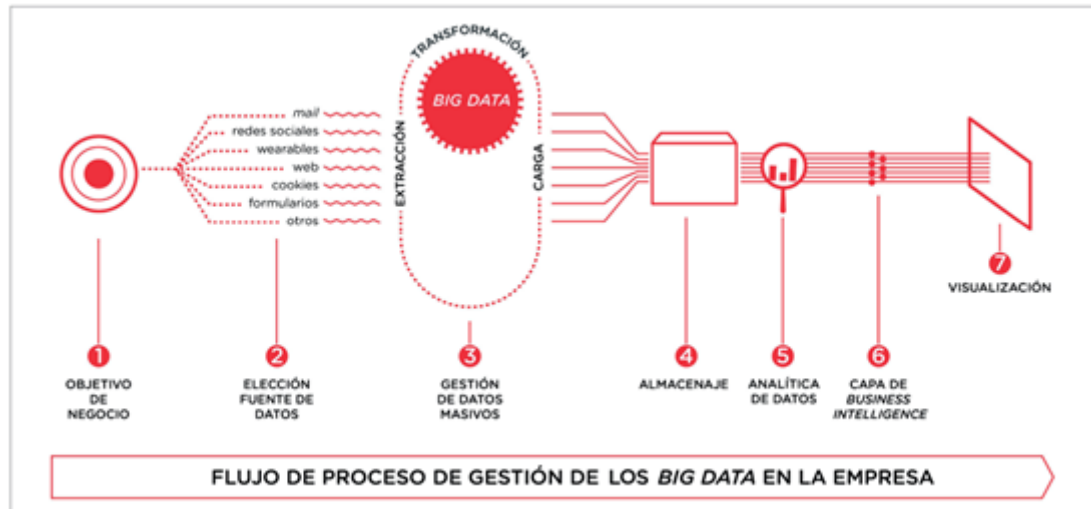 TRANSFORMACIÓN
BIG DATA
EXTRACCIÓN
CARGA
mail
redes sociales
wearables
web
cookies
formularios
otros
1
OBJETIVO
DE
NEGOCIO
2
ELECCIÓN
FUENTE DE
DATOS
3
GESTIÓN
DE DATOS
MASIVOS
4
ALMACENAJE
5
ANALÍTICA
DE DATOS
6
CAPA DE
BUSINESS
INTELLIGENCE
7
VISUALIZACIÓN
FLUJO DE PROCESO DE GESTIÓN DE LOS BIG DATA EN LA EMPRESA